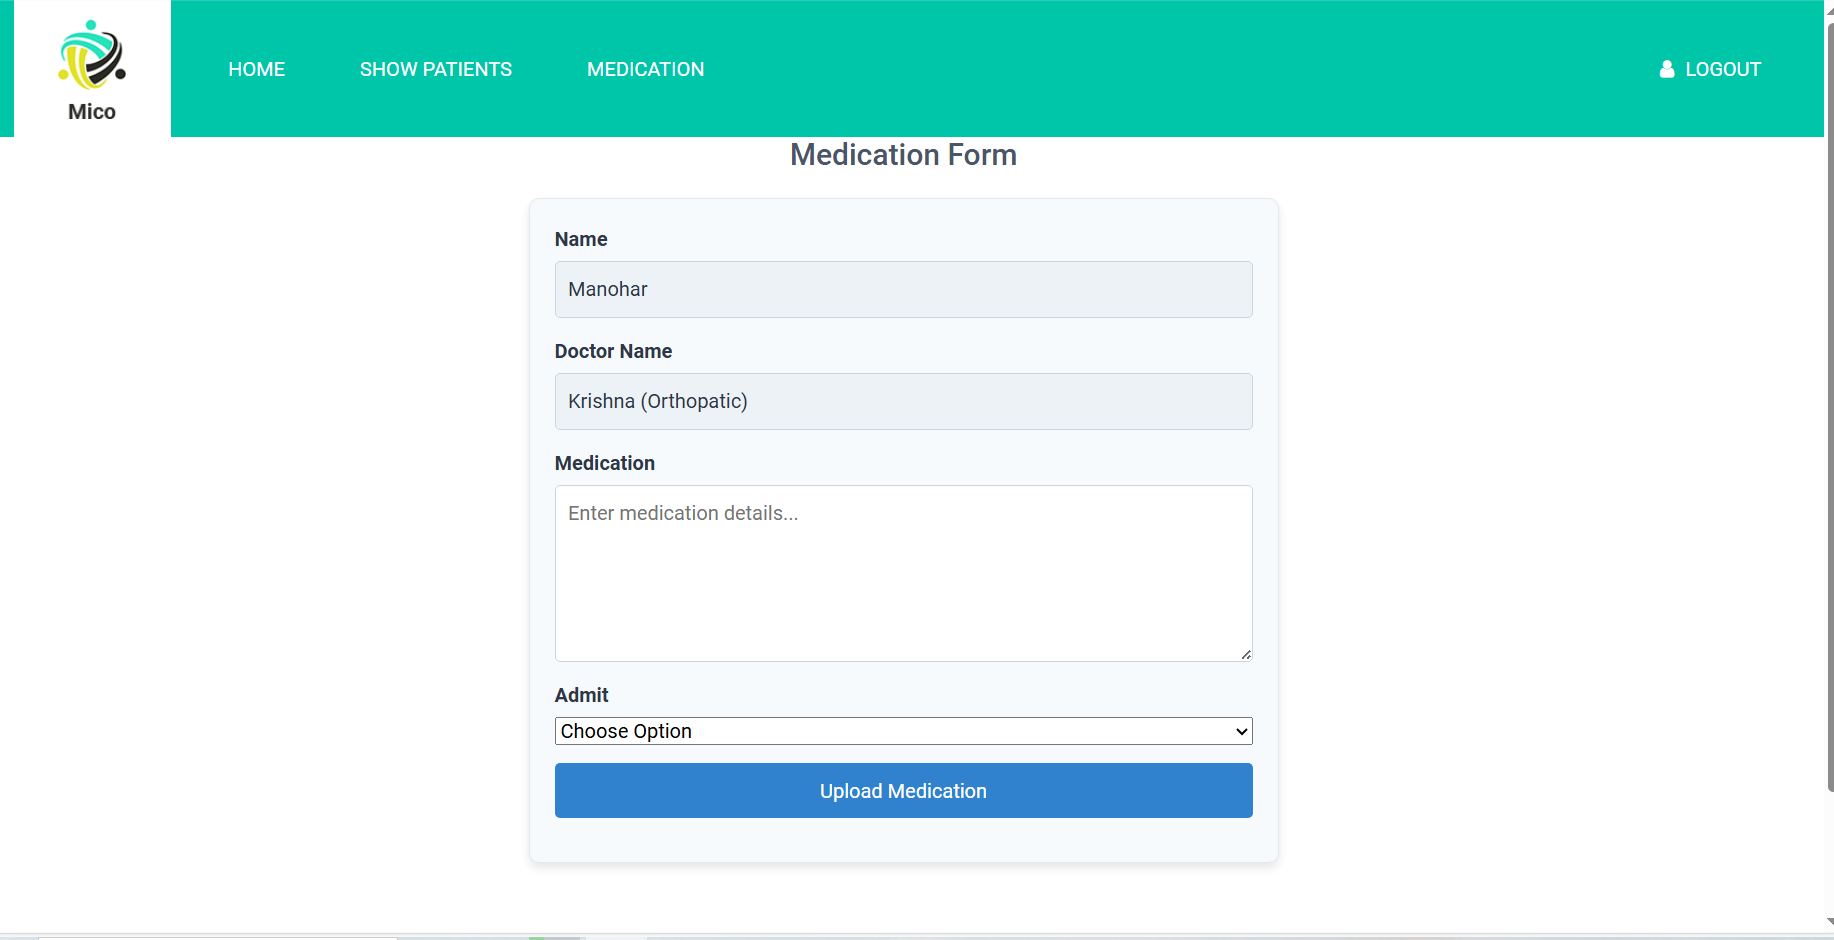 Mico
HOME
SHOW PATIENTS
MEDICATION
LOGOUT
Medication Form
Name
Manohar
Doctor Name
Krishna (Orthopatic)
Medication
Enter medication details...
Admit
Choose Option
Upload Medication